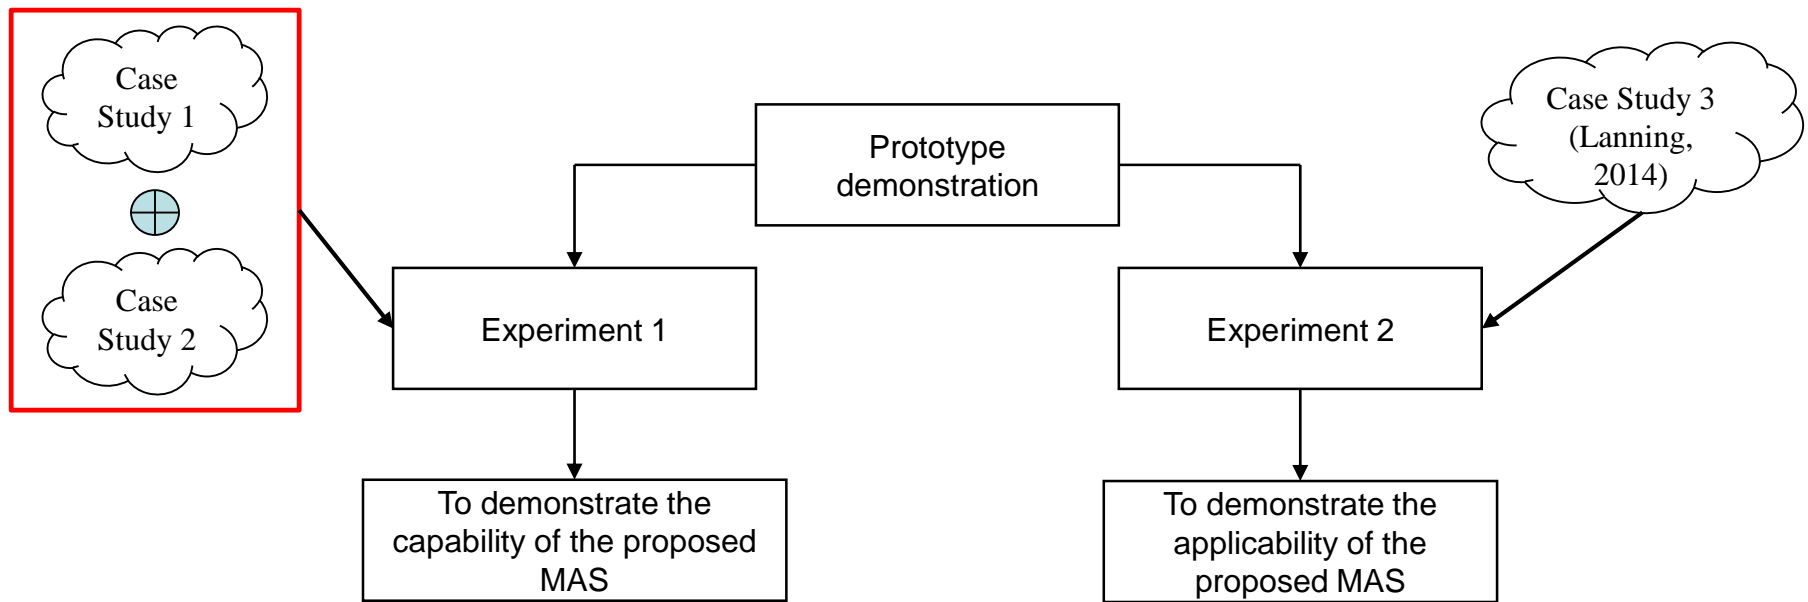 Case
Study 1
Case
Study 2
Prototype
demonstration
Case Study 3
(Lanning,
2014)
Experiment 1
Experiment 2
To demonstrate the
capability of the proposed
MAS
To demonstrate the
applicability of the
proposed MAS